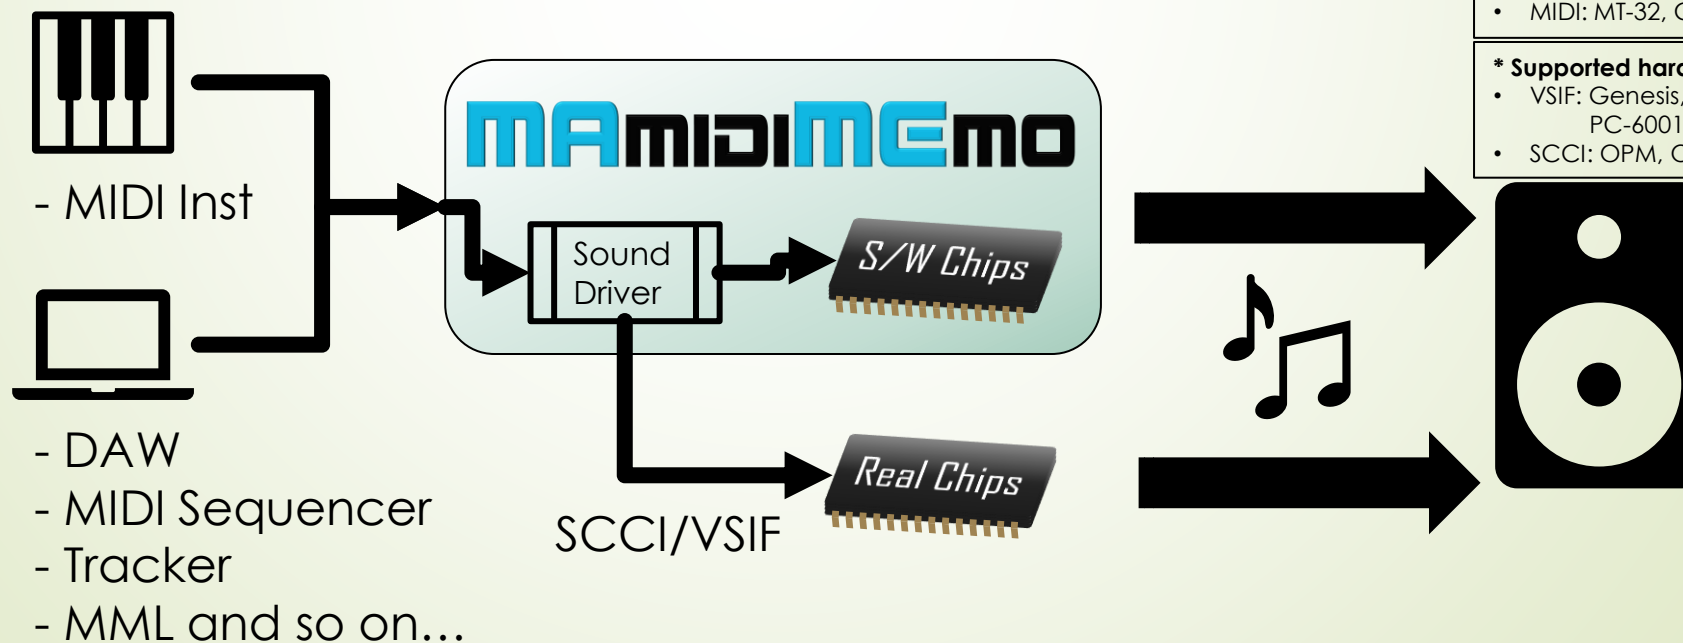 - MIDI Inst
- DAW
- MIDI Sequencer
- Tracker
- MML and so on...
MAmidiMEmo
Sound
Driver
S/W Chips
Real Chips
SCCI/VSIF
• MIDI: MT-32,
* Supported
• VSIF: Genesis,
PC-6001
• SCCI: OPM,